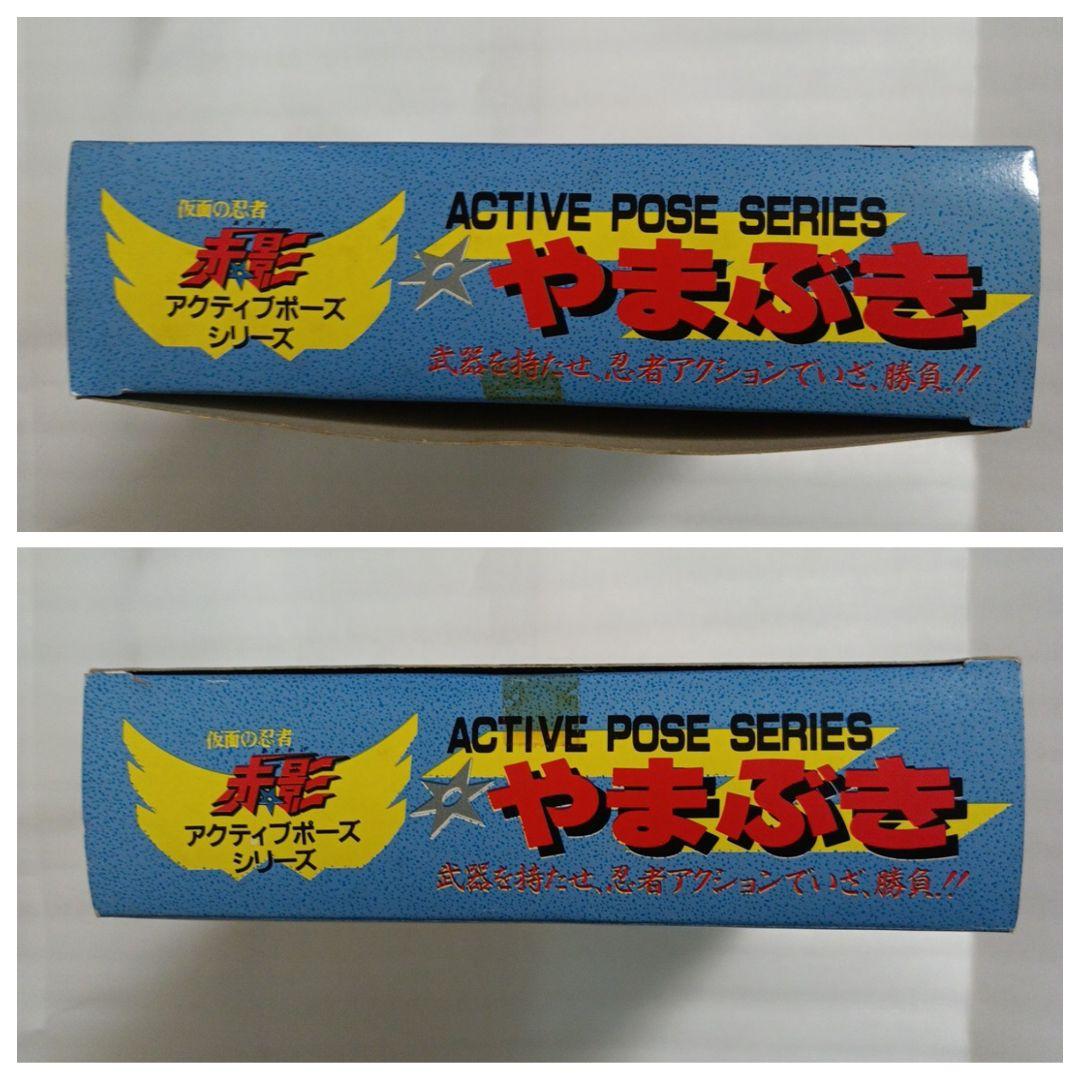 仮面の忍者
赤影
アクティブポーズ
シリーズ
ACTIVE POSE SERIES
やまぶき
武器を持たせ、忍者アクションでいざ、勝負!!
仮面の忍者
赤影
アクティブポーズ
シリーズ
ACTIVE POSE SERIES
やまぶき
武器を持たせ、忍者アクションでいざ、勝負!!